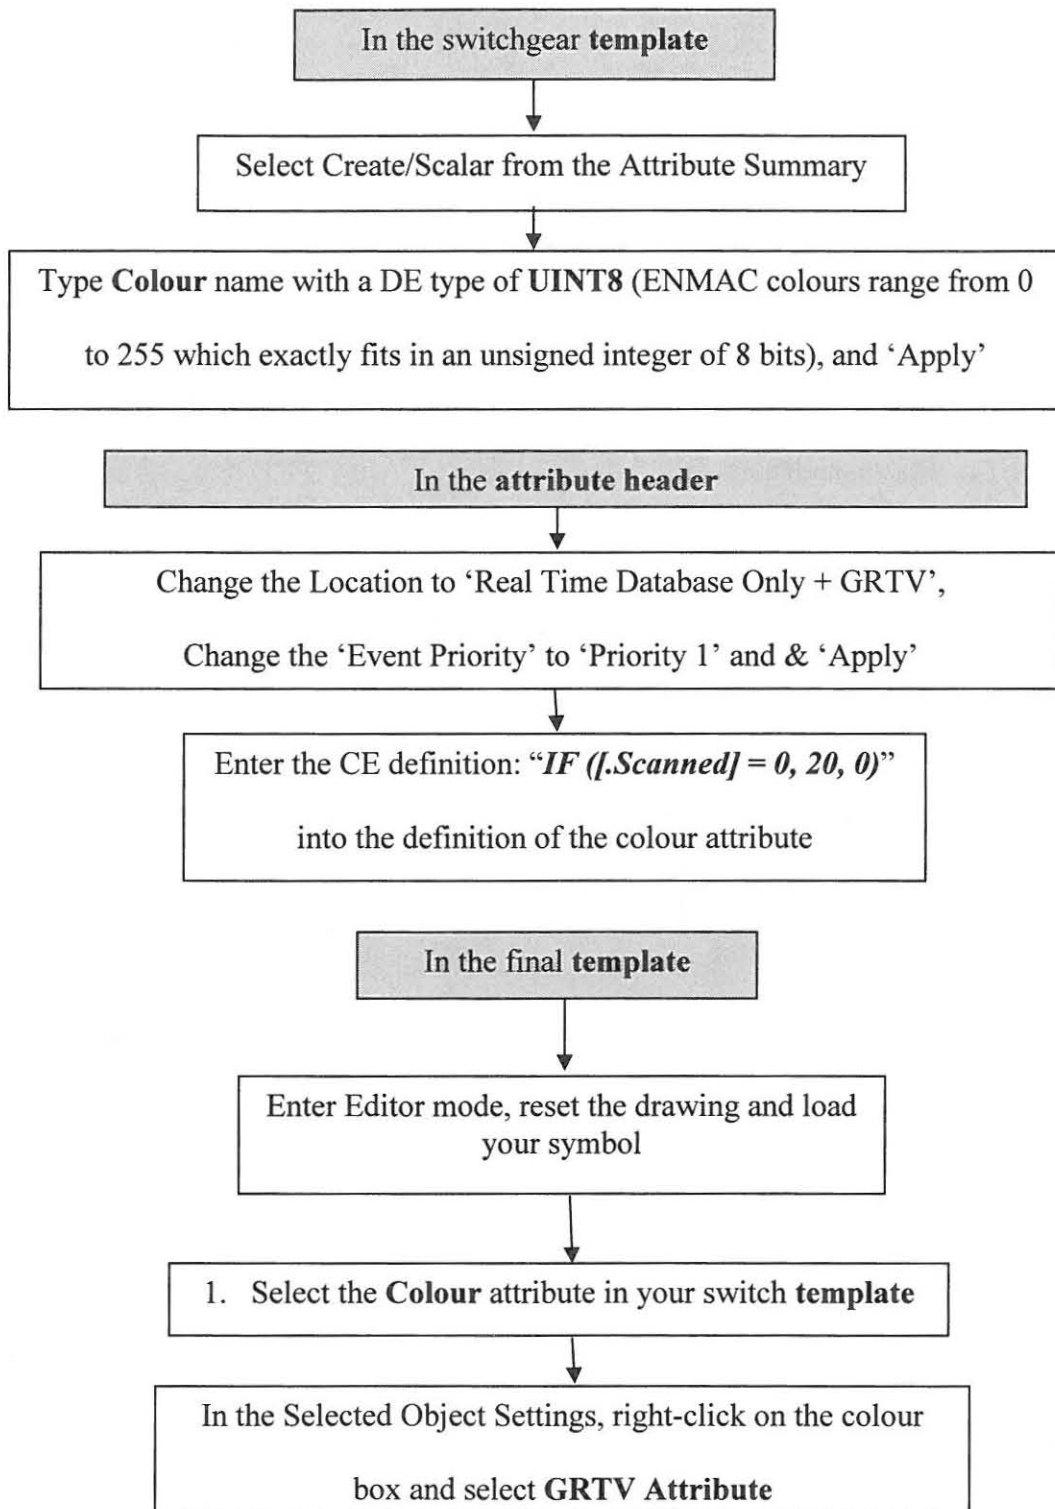 In the switchgear template
Select Create/Scalar from the Attribute Summary
Type Colour name with a DE type of UINT8 (ENMAC colours range from 0
to 255 which exactly fits in an unsigned integer of 8 bits), and ‘Apply’
In the attribute header
Change the Location to ‘Real Time Database Only + GRTV’,
Change the ‘Event Priority’ to ‘Priority 1’ and & ‘Apply’
Enter the CE definition: “IF ([.Scanned] = 0, 20, 0)”
into the definition of the colour attribute
In the final template
Enter Editor mode, reset the drawing and load
your symbol
1. Select the Colour attribute in your switch template
In the Selected Object Settings, right-click on the colour
box and select GRTV Attribute